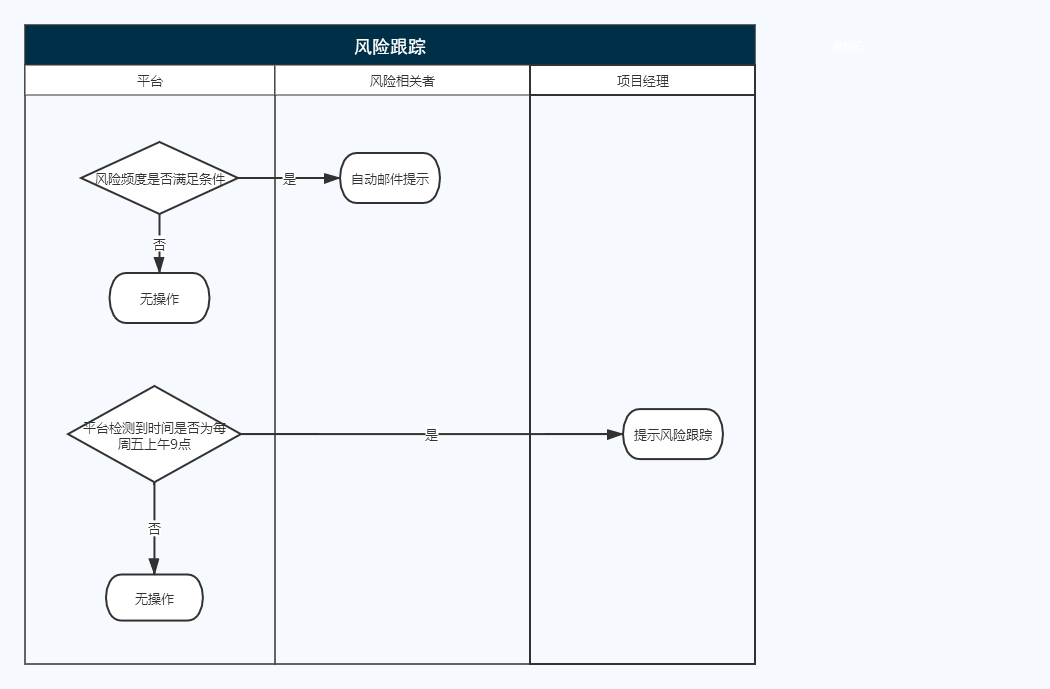 风险跟踪
平台
风险相关者
项目经理
风险频度是否满足条件
是
自动邮件提示
否
无操作
平台检测到时间是否为每
周五上午9点
是
提示风险跟踪
否
无操作